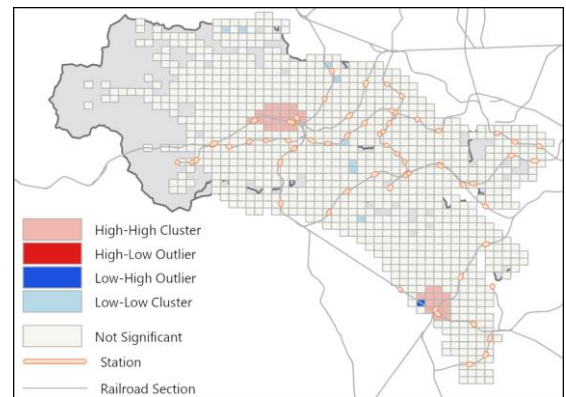 High-High Cluster
High-Low Outlier
Low-High Outlier
Low-Low Cluster
Not Significant
Station
Railroad Section